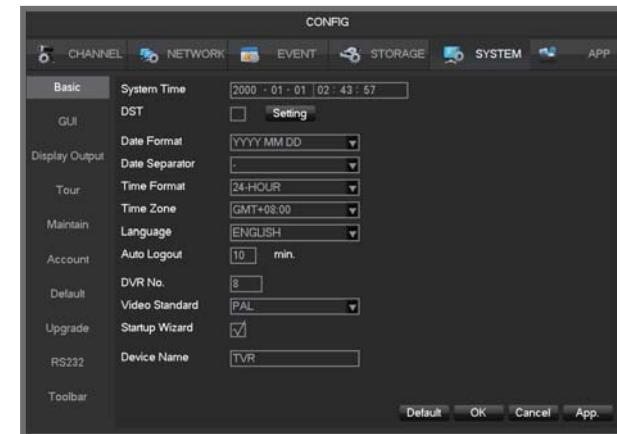 CONFIG
CHANNEL NETWORK EVENT STORAGE SYSTEM APP
Basic
GUI
Display Output
Tour
Maintain
Account
Default
Upgrade
RS232
Toolbar
System Time 2000 - 01 - 01 02 : 43 : 57
DST Setting
Date Format YYYY MM DD
Date Separator -
Time Format 24-HOUR
Time Zone GMT+08:00
Language ENGLISH
Auto Logout 10 min.
DVR No. 8
Video Standard PAL
Startup Wizard
Device Name TVR
Default OK Cancel App.